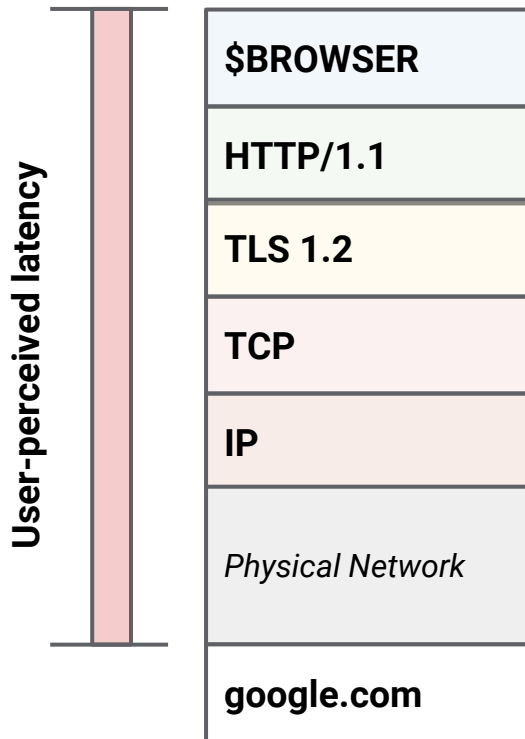 User-perceived latency
$BROWSER
HTTP/1.1
TLS 1.2
TCP
IP
Physical Network
google.com